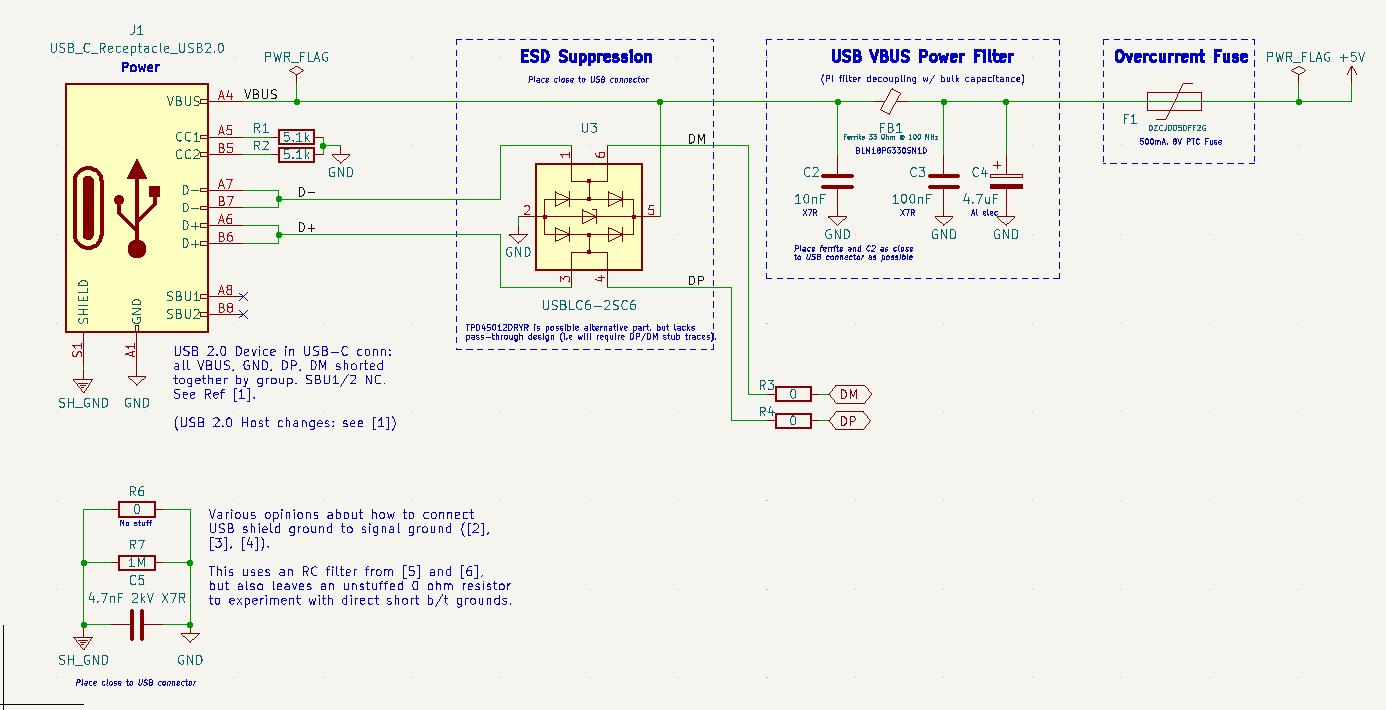 J1
USB_C_Receptacle_USB2.0
Power
VBUS
A4
VBUS
PWR_FLAG
CC1
A5
R1
5.1k
CC2
B5
R2
5.1k
GND
D-
A7
D-
B7
D-
D+
A6
D+
B6
D+
SBU1
A8
SBU2
B8
SHIELD
GND
S1
A1
SH_GND
GND
USB 2.0 Device in USB-C conn:
all VBUS, GND, DP, DM shorted
together by group. SBU1/2 NC.
See Ref [1].
(USB 2.0 Host changes: see [1])
ESD Suppression
Place close to USB connector
U3
DM
1
6
2
5
GND
3
4
DP
USBLC6-2SC6
TPD4S012DRYR is possible alternative part, but lacks
pass-through design (i.e will require DP/DM stub traces).
USB VBUS Power Filter
(PI filter decoupling w/ bulk capacitance)
FB1
Ferrite 33 Ohm @ 100 MHz
BLM18PG330SN1D
C2
10nF
X7R
GND
C3
100nF
X7R
GND
C4
+
4.7uF
Al elec
GND
Place ferrite and C2 as close
to USB connector as possible
Overcurrent Fuse
F1
0ZCJ005DFF2G
500mA, 8V PTC Fuse
PWR_FLAG
+5V
R3
0
DM
R4
0
DP
R6
0
No stuff
R7
1M
C5
4.7nF 2kV X7R
SH_GND
GND
Place close to USB connector
Various opinions about how to connect
USB shield ground to signal ground ([2],
[3], [4]).
This uses an RC filter from [5] and [6],
but also leaves an unstuffed 0 ohm resistor
to experiment with direct short b/t grounds.